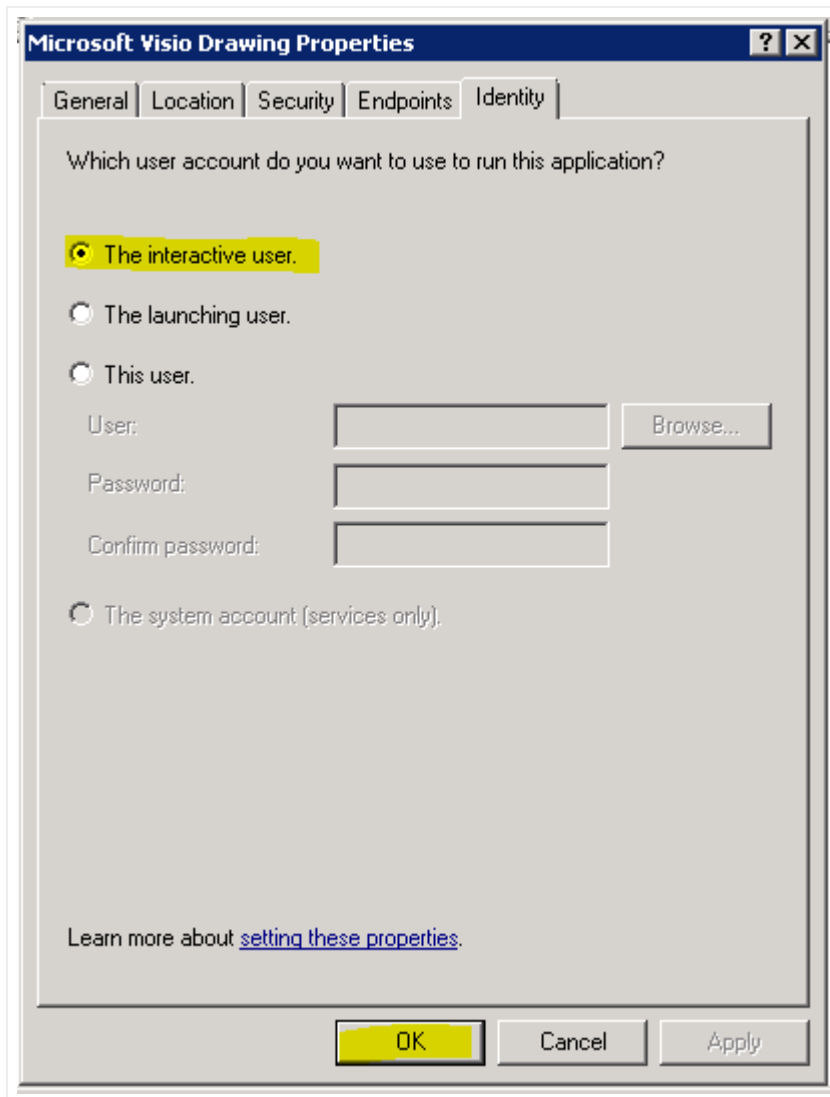 Microsoft Visio Drawing Properties
General Location Security Endpoints Identity
Which user account do you want to use to run this application?
The interactive user.
The launching user.
This user.
User:
Browse...
Password:
Confirm password:
The system account (services only).
Learn more about setting these properties.
OK Cancel Apply